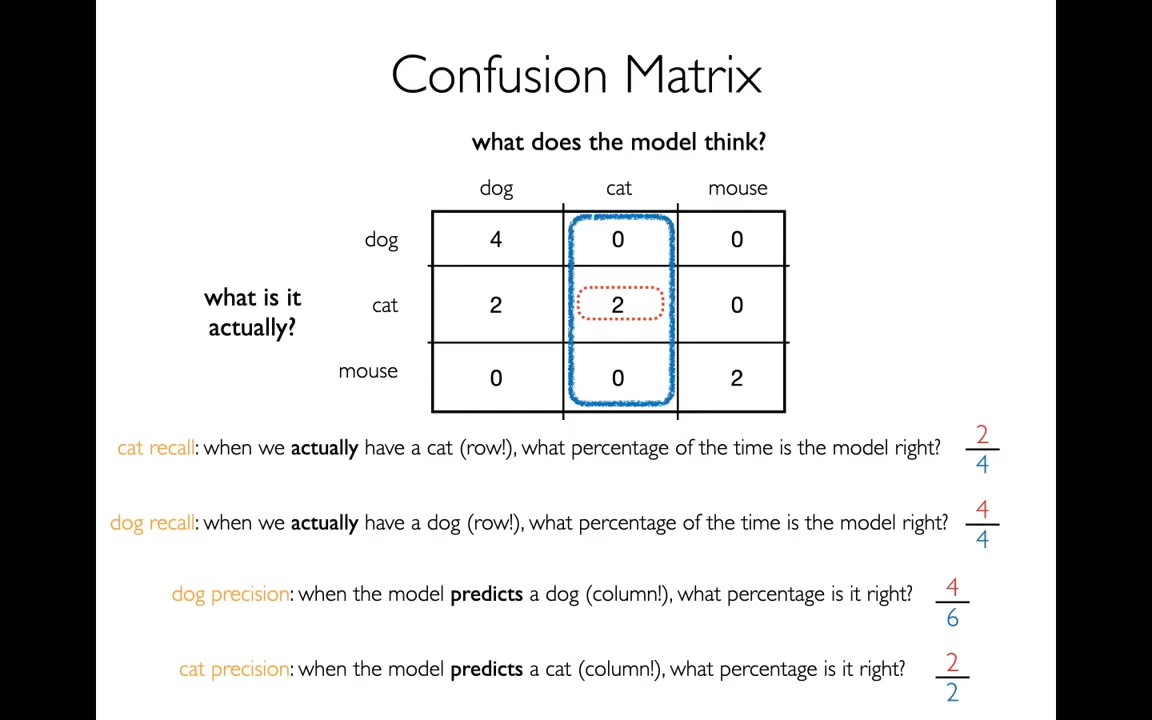 Confusion Matrix
what does the model think?
dog cat mouse
dog 4 0 0
what is it
actually?
cat 2 2 0
mouse 0 0 2
cat recall: when we actually have a cat (row!), what percentage of the time is the model right? 2
4
dog recall: when we actually have a dog (row!), what percentage of the time is the model right? 4
4
dog precision: when the model predicts a dog (column!), what percentage is it right? 4
6
cat precision: when the model predicts a cat (column!), what percentage is it right? 2
2